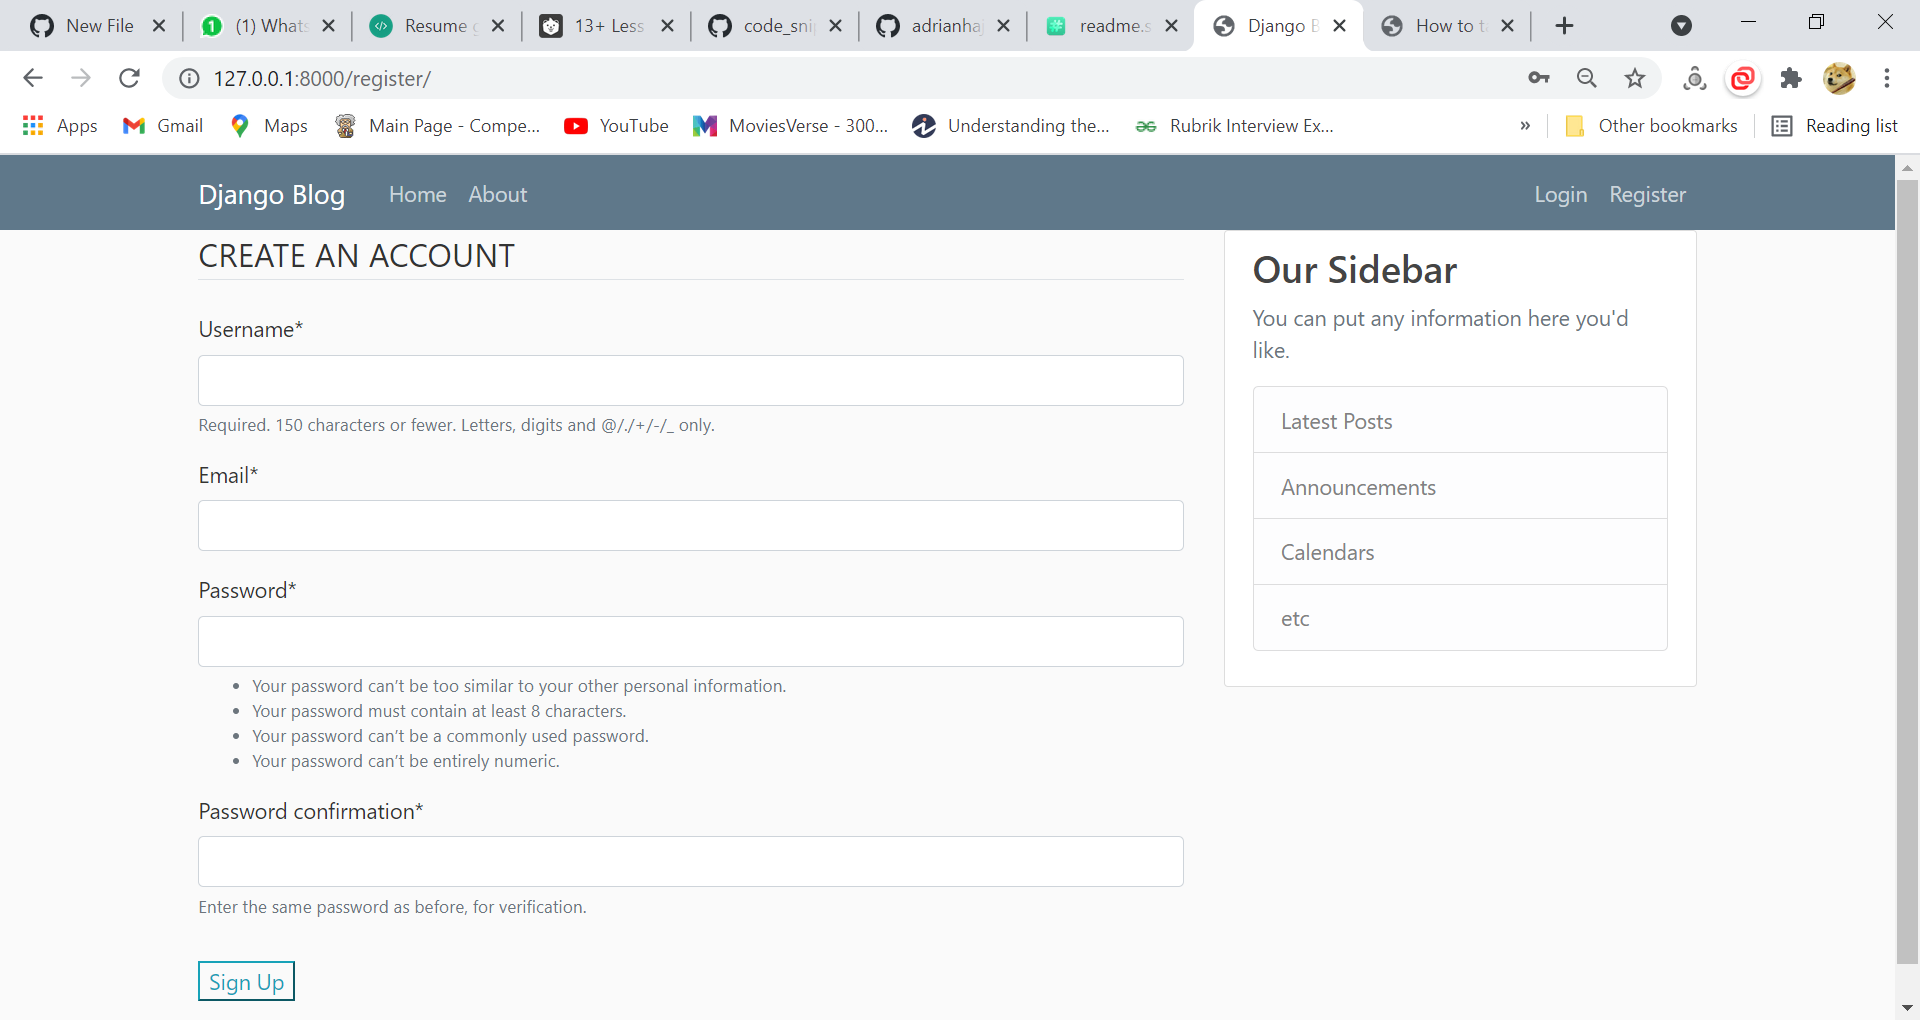 New File
(1) Whats
Resume g
13+ Less
code_snip
adrianhaj
readme.s
Django B
How to ta
127.0.0.1:8000/register/
Apps
Gmail
Maps
Main Page - Compe...
YouTube
MoviesVerse - 300...
Understanding the...
Rubrik Interview Ex...
»
Other bookmarks
Reading list
Django Blog
Home
About
Login
Register
CREATE AN ACCOUNT
Username*
Required. 150 characters or fewer. Letters, digits and @/./+/-/_ only.
Email*
Password*
Your password can’t be too similar to your other personal information.
Your password must contain at least 8 characters.
Your password can’t be a commonly used password.
Your password can’t be entirely numeric.
Password confirmation*
Enter the same password as before, for verification.
Sign Up
Our Sidebar
You can put any information here you'd
like.
Latest Posts
Announcements
Calendars
etc